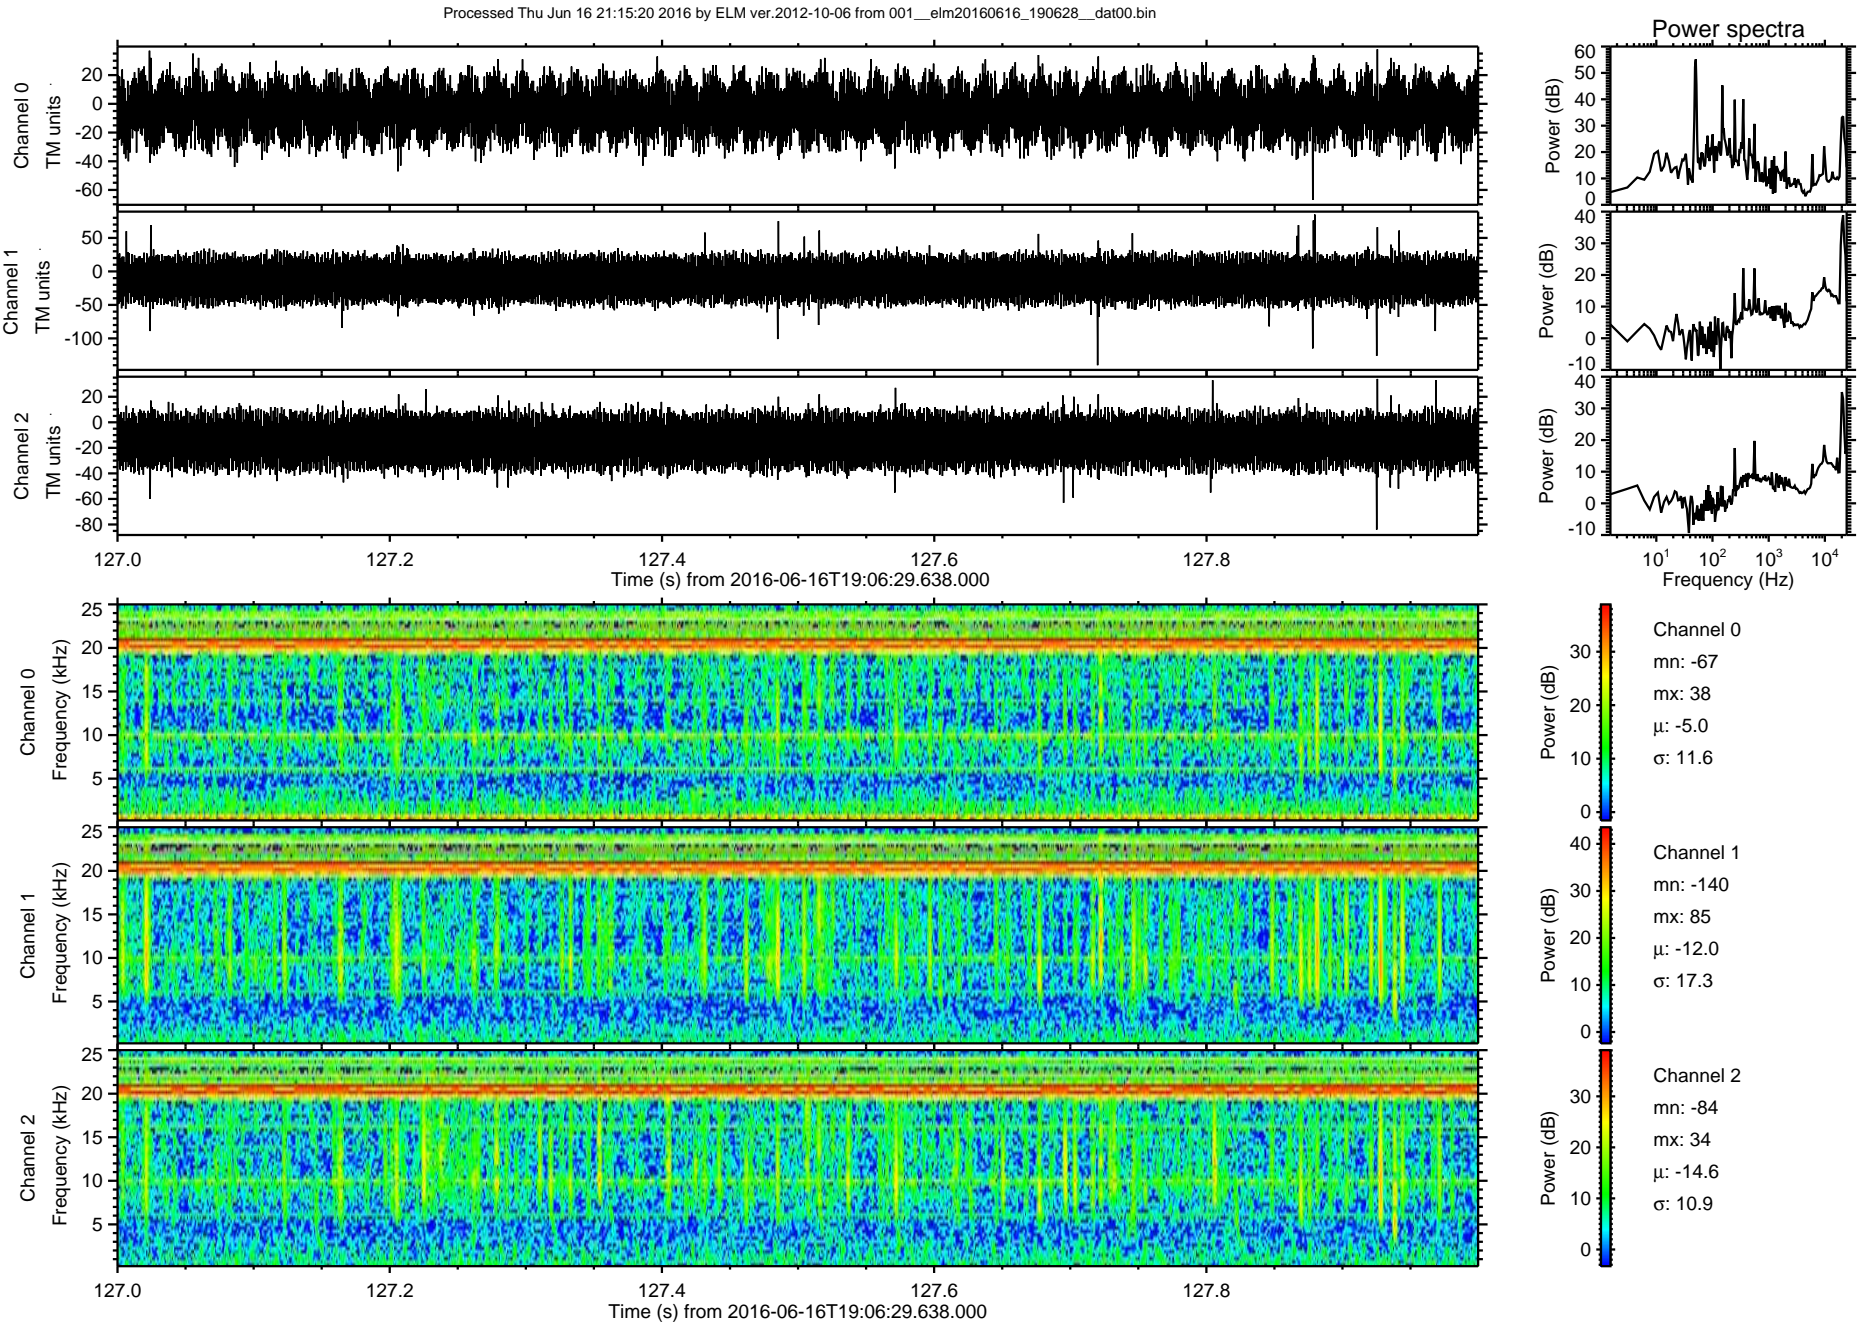 Processed Thu Jun 16 21:15:20 2016 by ELM ver.2012-10-06 from 001__elm20160616_190628__dat00.bin
Power spectra
Channel 0
TM units
20
0
-20
-40
-60
Power (dB)
60
50
40
30
20
10
0
Channel 1
TM units
50
0
-50
-100
Power (dB)
40
30
20
10
0
-10
Channel 2
TM units
20
0
-20
-40
-60
-80
Power (dB)
40
30
20
10
0
-10
127.0 127.2 127.4 127.6 127.8
Time (s) from 2016-06-16T19:06:29.638.000
10^1 10^2 10^3 10^4
Frequency (Hz)
Channel 0
Frequency (kHz)
25
20
15
10
5
Power (dB)
30
20
10
0
Channel 0
mn: -67
mx: 38
μ: -5.0
σ: 11.6
Channel 1
Frequency (kHz)
25
20
15
10
5
Power (dB)
40
30
20
10
0
Channel 1
mn: -140
mx: 85
μ: -12.0
σ: 17.3
Channel 2
Frequency (kHz)
25
20
15
10
5
Power (dB)
30
20
10
0
Channel 2
mn: -84
mx: 34
μ: -14.6
σ: 10.9
127.0 127.2 127.4 127.6 127.8
Time (s) from 2016-06-16T19:06:29.638.000